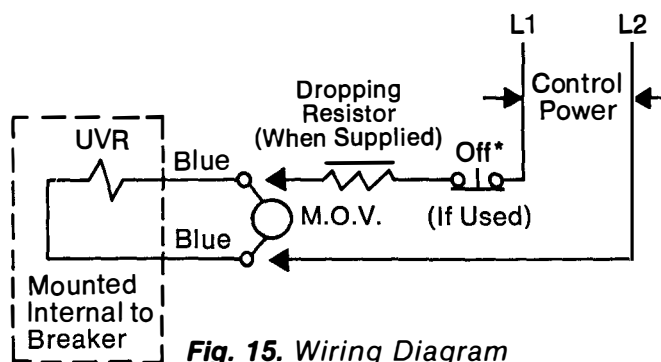 L1
L2
Control
Power
Dropping
Resistor
(When Supplied)
Off*
(If Used)
UVR
Blue
M.O.V.
Blue
Mounted
Internal to
Breaker
Fig. 15. Wiring Diagram